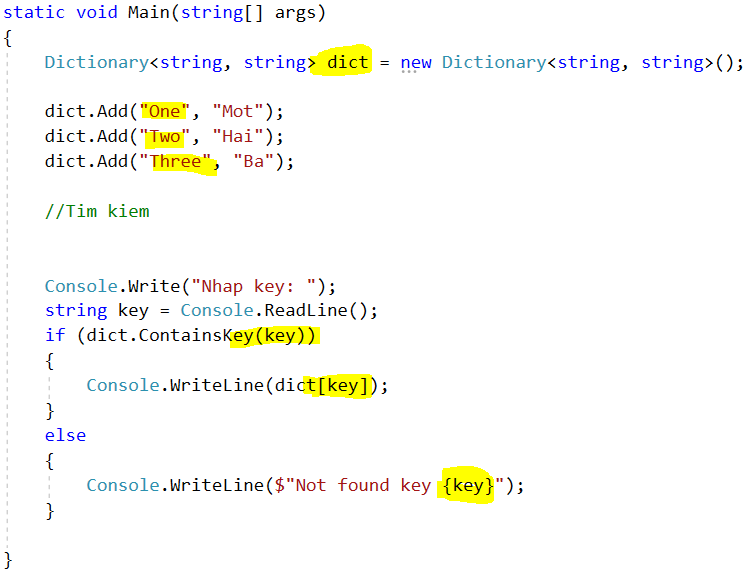 static void Main(string[] args)
{
    Dictionary<string, string> dict = new Dictionary<string, string>();
    dict.Add("One", "Mot");
    dict.Add("Two", "Hai");
    dict.Add("Three", "Ba");
    //Tim kiem
    Console.Write("Nhap key: ");
    string key = Console.ReadLine();
    if (dict.ContainsKey(key))
    {
        Console.WriteLine(dict[key]);
    }
    else
    {
        Console.WriteLine($"Not found key {key}");
    }
}